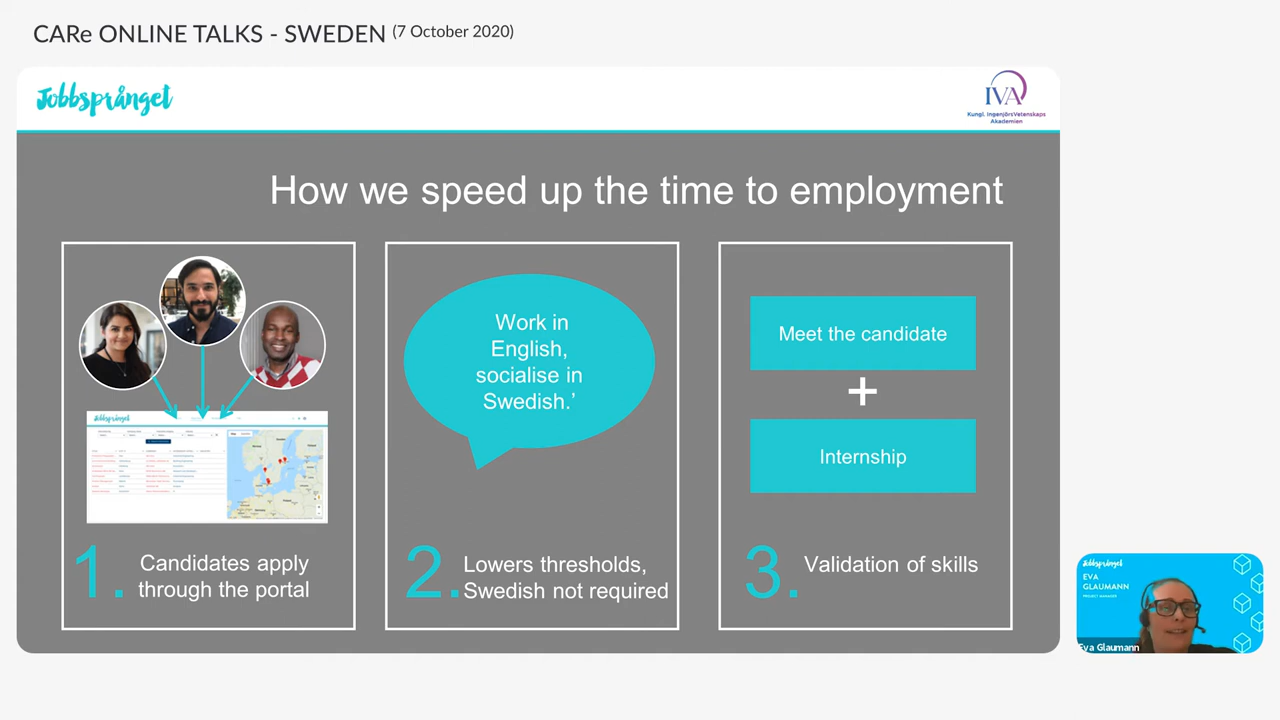 CARe ONLINE TALKS - SWEDEN (7 October 2020)
Jobbsprånget
IVA
Kungl. IngenjörsVetenskaps
Akademien
How we speed up the time to employment
Work in
English,
socialise in
Swedish.’
Meet the candidate
+
Internship
Jobbsprånget
1. Candidates apply
through the portal
2. Lowers thresholds,
Swedish not required
3. Validation of skills
Jobbsprånget
EVA
GLAUMANN
PROJECT MANAGER
Eva Glaumann